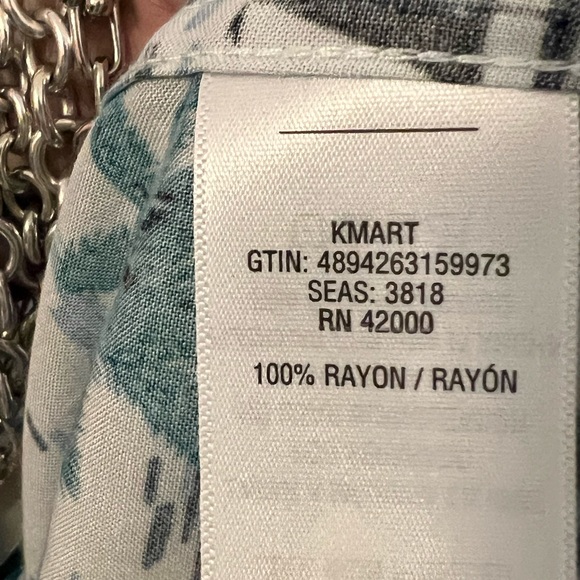 KMART
GTIN: 4894263159973
SEAS: 3818
RN 42000
100% RAYON / RAYÓN